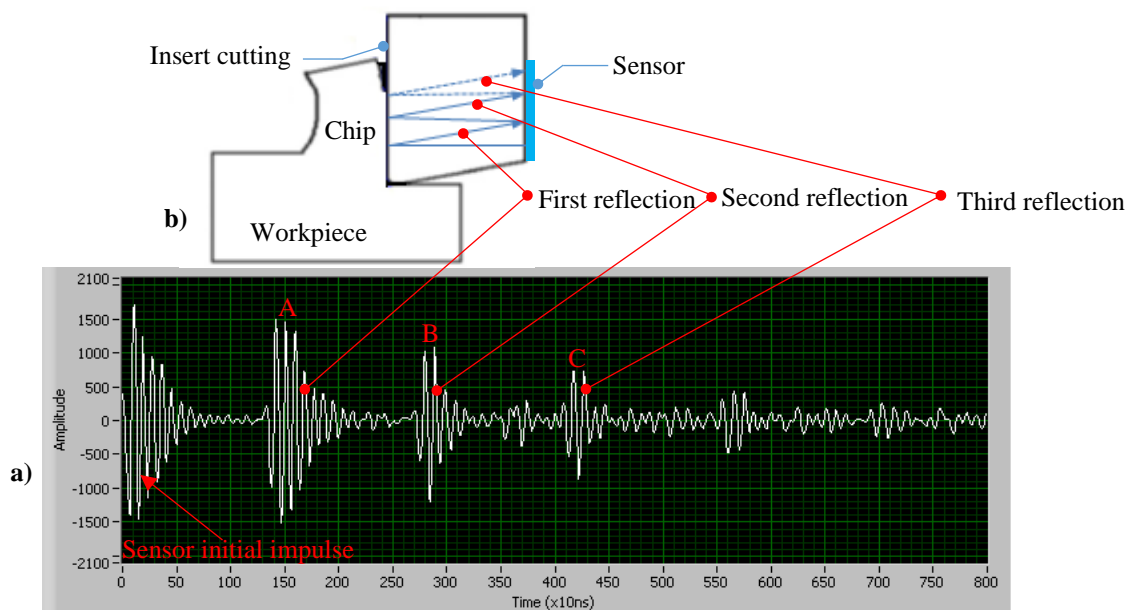 Insert cutting
Sensor
Chip
First reflection
Second reflection
Third reflection
b)
Workpiece
a)
Amplitude
2100
1500
1000
500
0
-500
-1000
-1500
-2100
A
B
C
Sensor initial impulse
0 50 100 150 200 250 300 350 400 450 500 550 600 650 700 750 800
Time (x10ns)